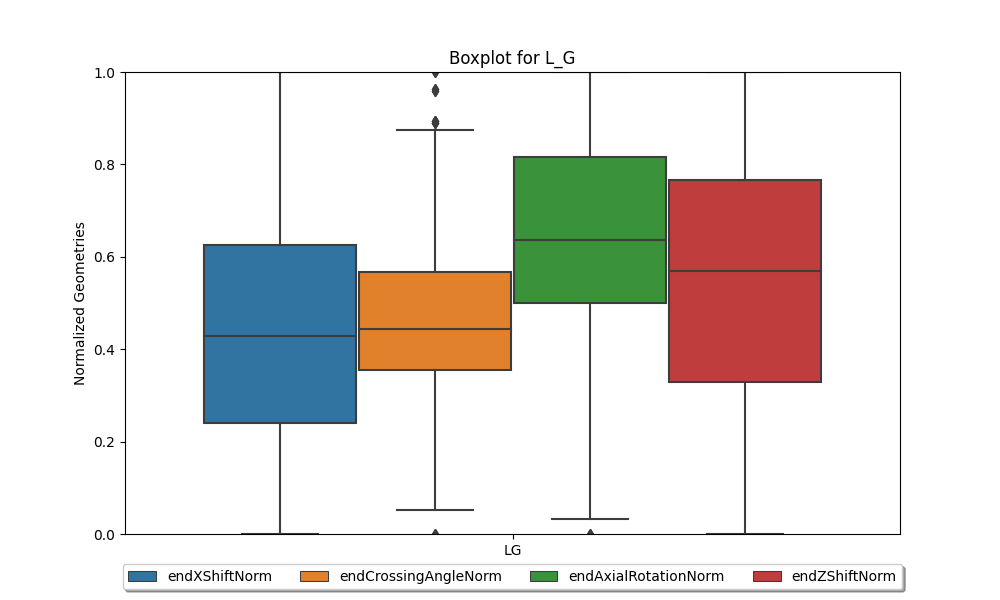 Boxplot for L_G
Normalized Geometries
1.0
0.8
0.6
0.4
0.2
0.0
LG
endXShiftNorm endCrossingAngleNorm endAxialRotationNorm endZShiftNorm